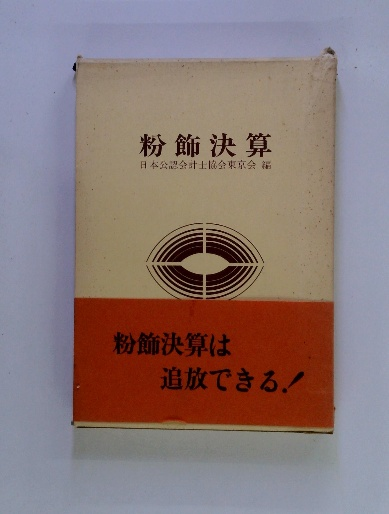 粉飾決算
日本公認会計士協会東京会 編
粉飾決算は
追放できる!